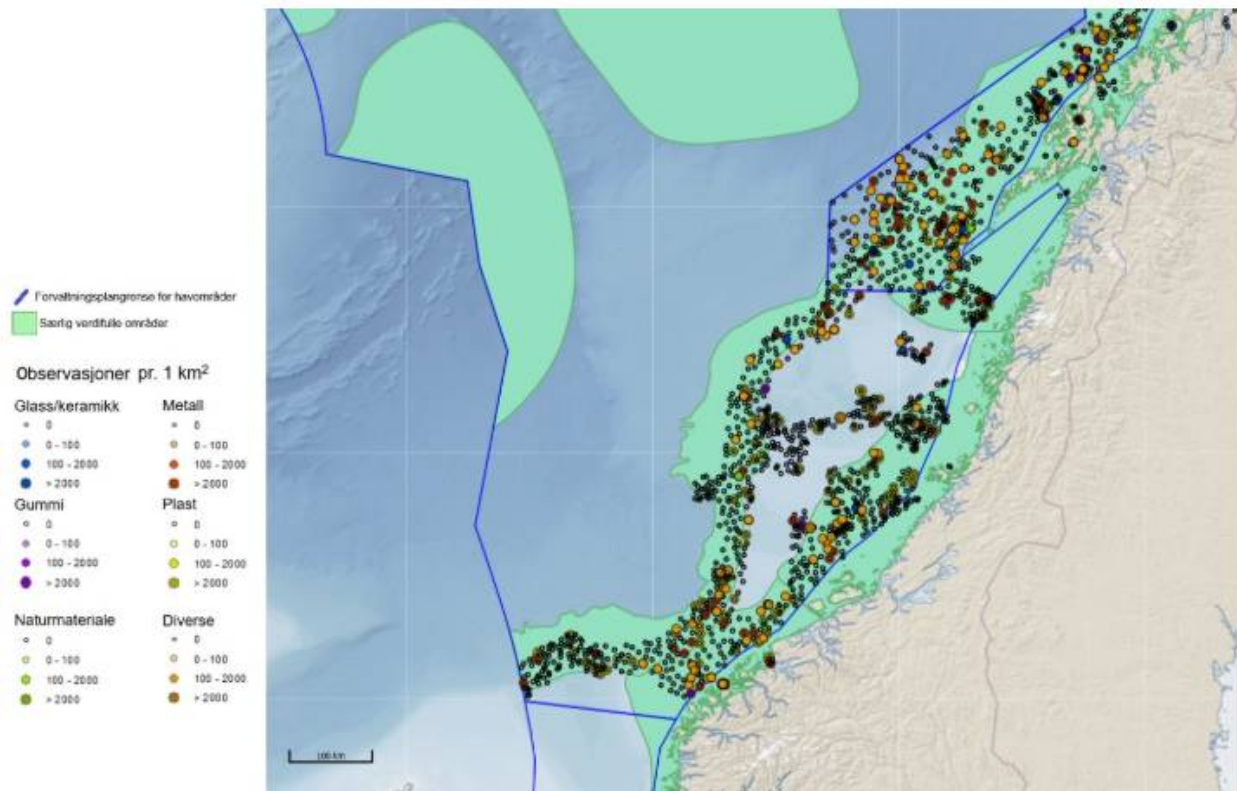 Forvaltningsplangrense for havområder
Særlig verdifulle områder
Observasjoner pr. 1 km²
Glass/keramikk Metall
0 0
0 - 100 0 - 100
100 - 2000 100 - 2000
> 2000 > 2000
Gummi Plast
0 0
0 - 100 0 - 100
100 - 2000 100 - 2000
> 2000 > 2000
Naturmateriale Diverse
0 0
0 - 100 0 - 100
100 - 2000 100 - 2000
> 2000 > 2000
100 km